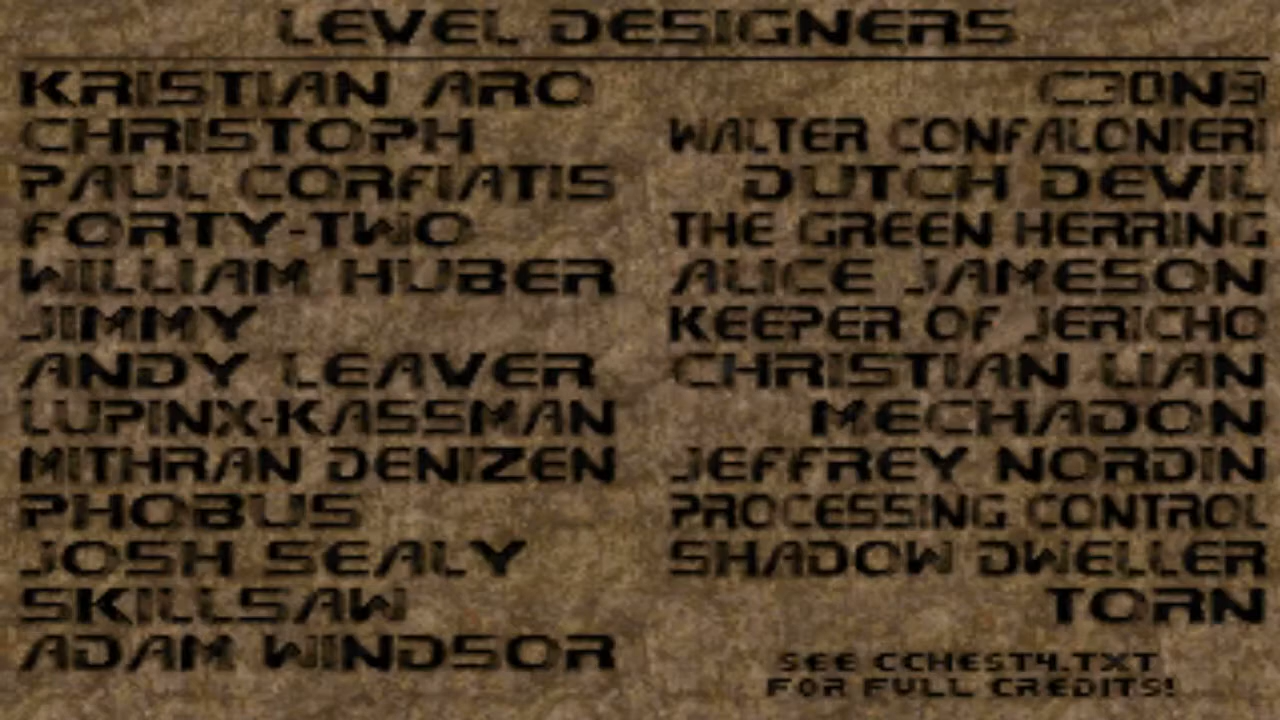 LEVEL DESIGNERS
KRISTIAN ARO
C30N3
CHRISTOPH
WALTER CONFALONIERI
PAUL CORFIATIS
DUTCH DEVIL
FORTY-TWO
THE GREEN HERRING
WILLIAM HUBER
ALICE JAMESON
JIMMY
KEEPER OF JERICHO
ANDY LEAVER
CHRISTIAN LIAN
LUPINX-KASSMAN
MECHADON
MITHRAN DENIZEN
JEFFREY NORDIN
PHOBUS
PROCESSING CONTROL
JOSH SEALY
SHADOW DWELLER
SKILLSAW
TORN
ADAM WINDSOR
SEE CCHEST4.TXT
FOR FULL CREDITS!